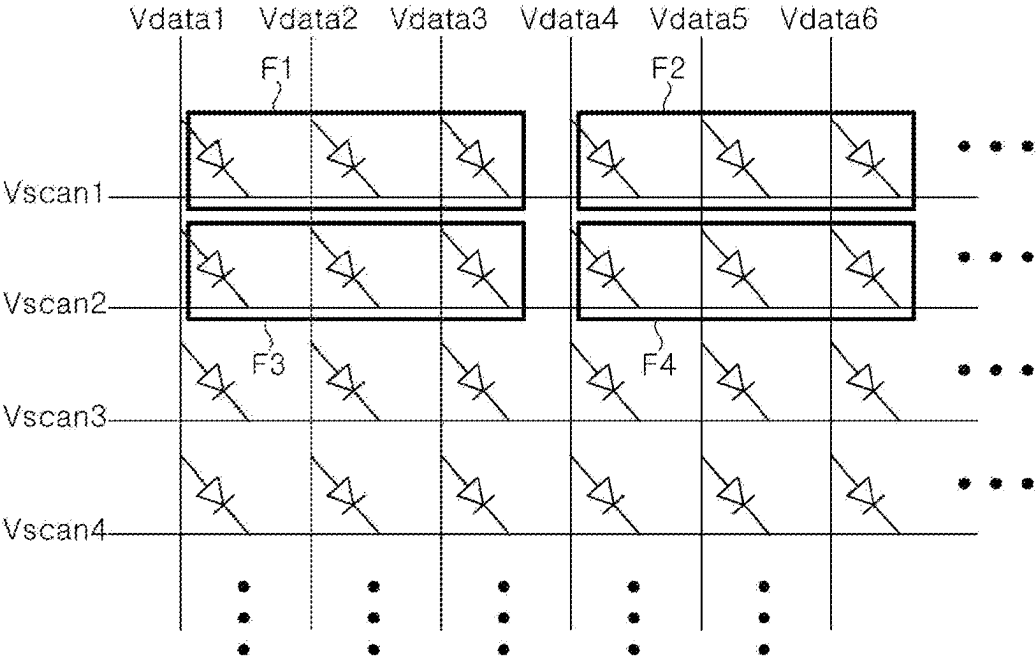 Vdata1 Vdata2 Vdata3 Vdata4 Vdata5 Vdata6
F1 F2
Vscan1
Vscan2
F3 F4
Vscan3
Vscan4